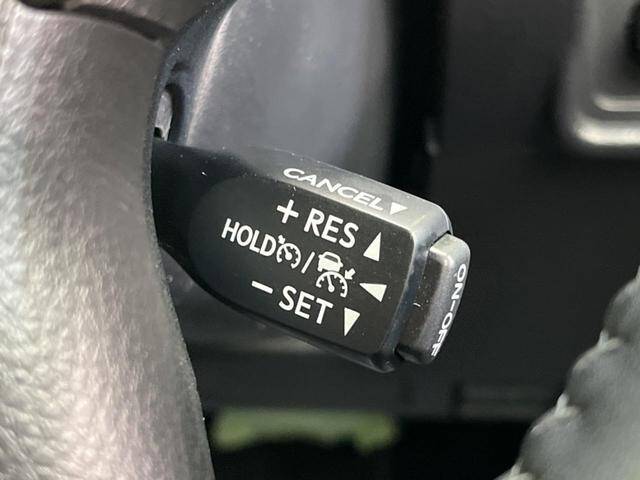 CANCEL
+ RES
HOLD /
- SET
ON-OFF